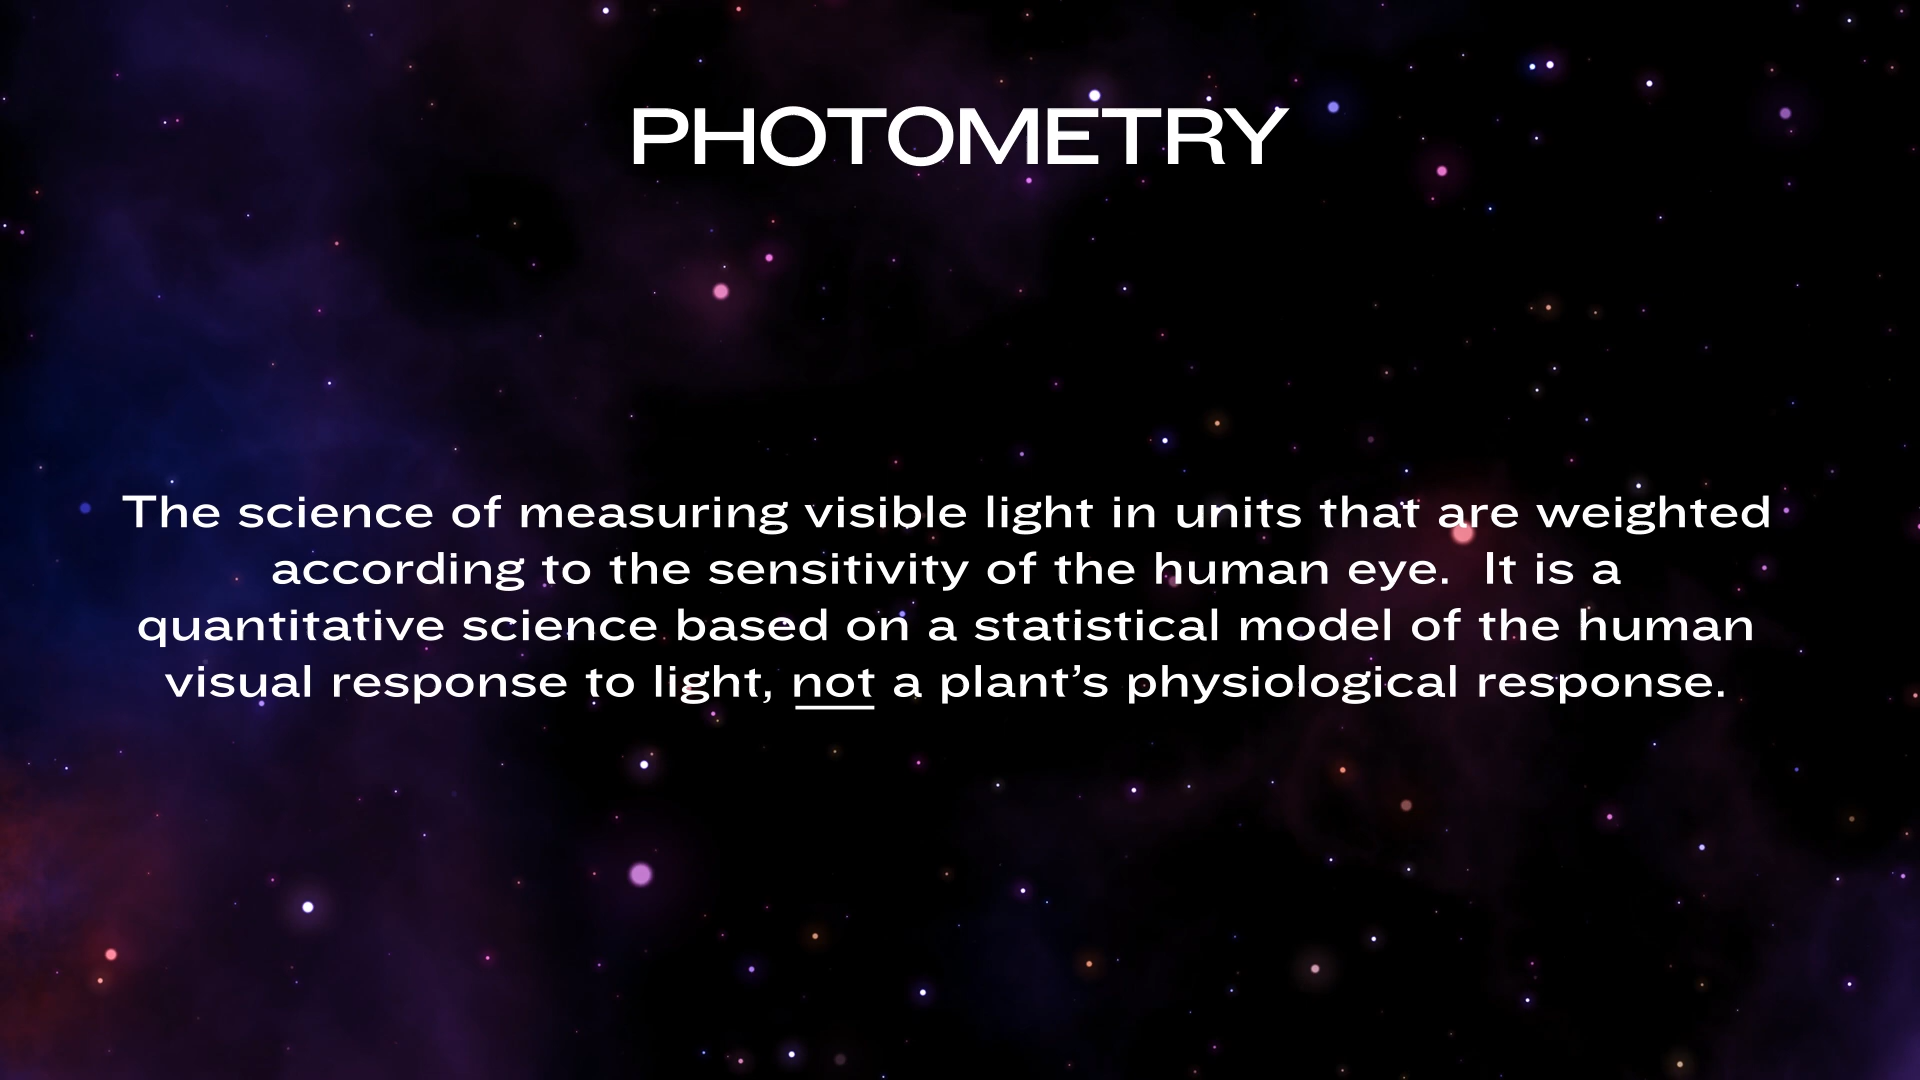 PHOTOMETRY
The science of measuring visible light in units that are weighted
according to the sensitivity of the human eye.  It is a
quantitative science based on a statistical model of the human
visual response to light, not a plant’s physiological response.